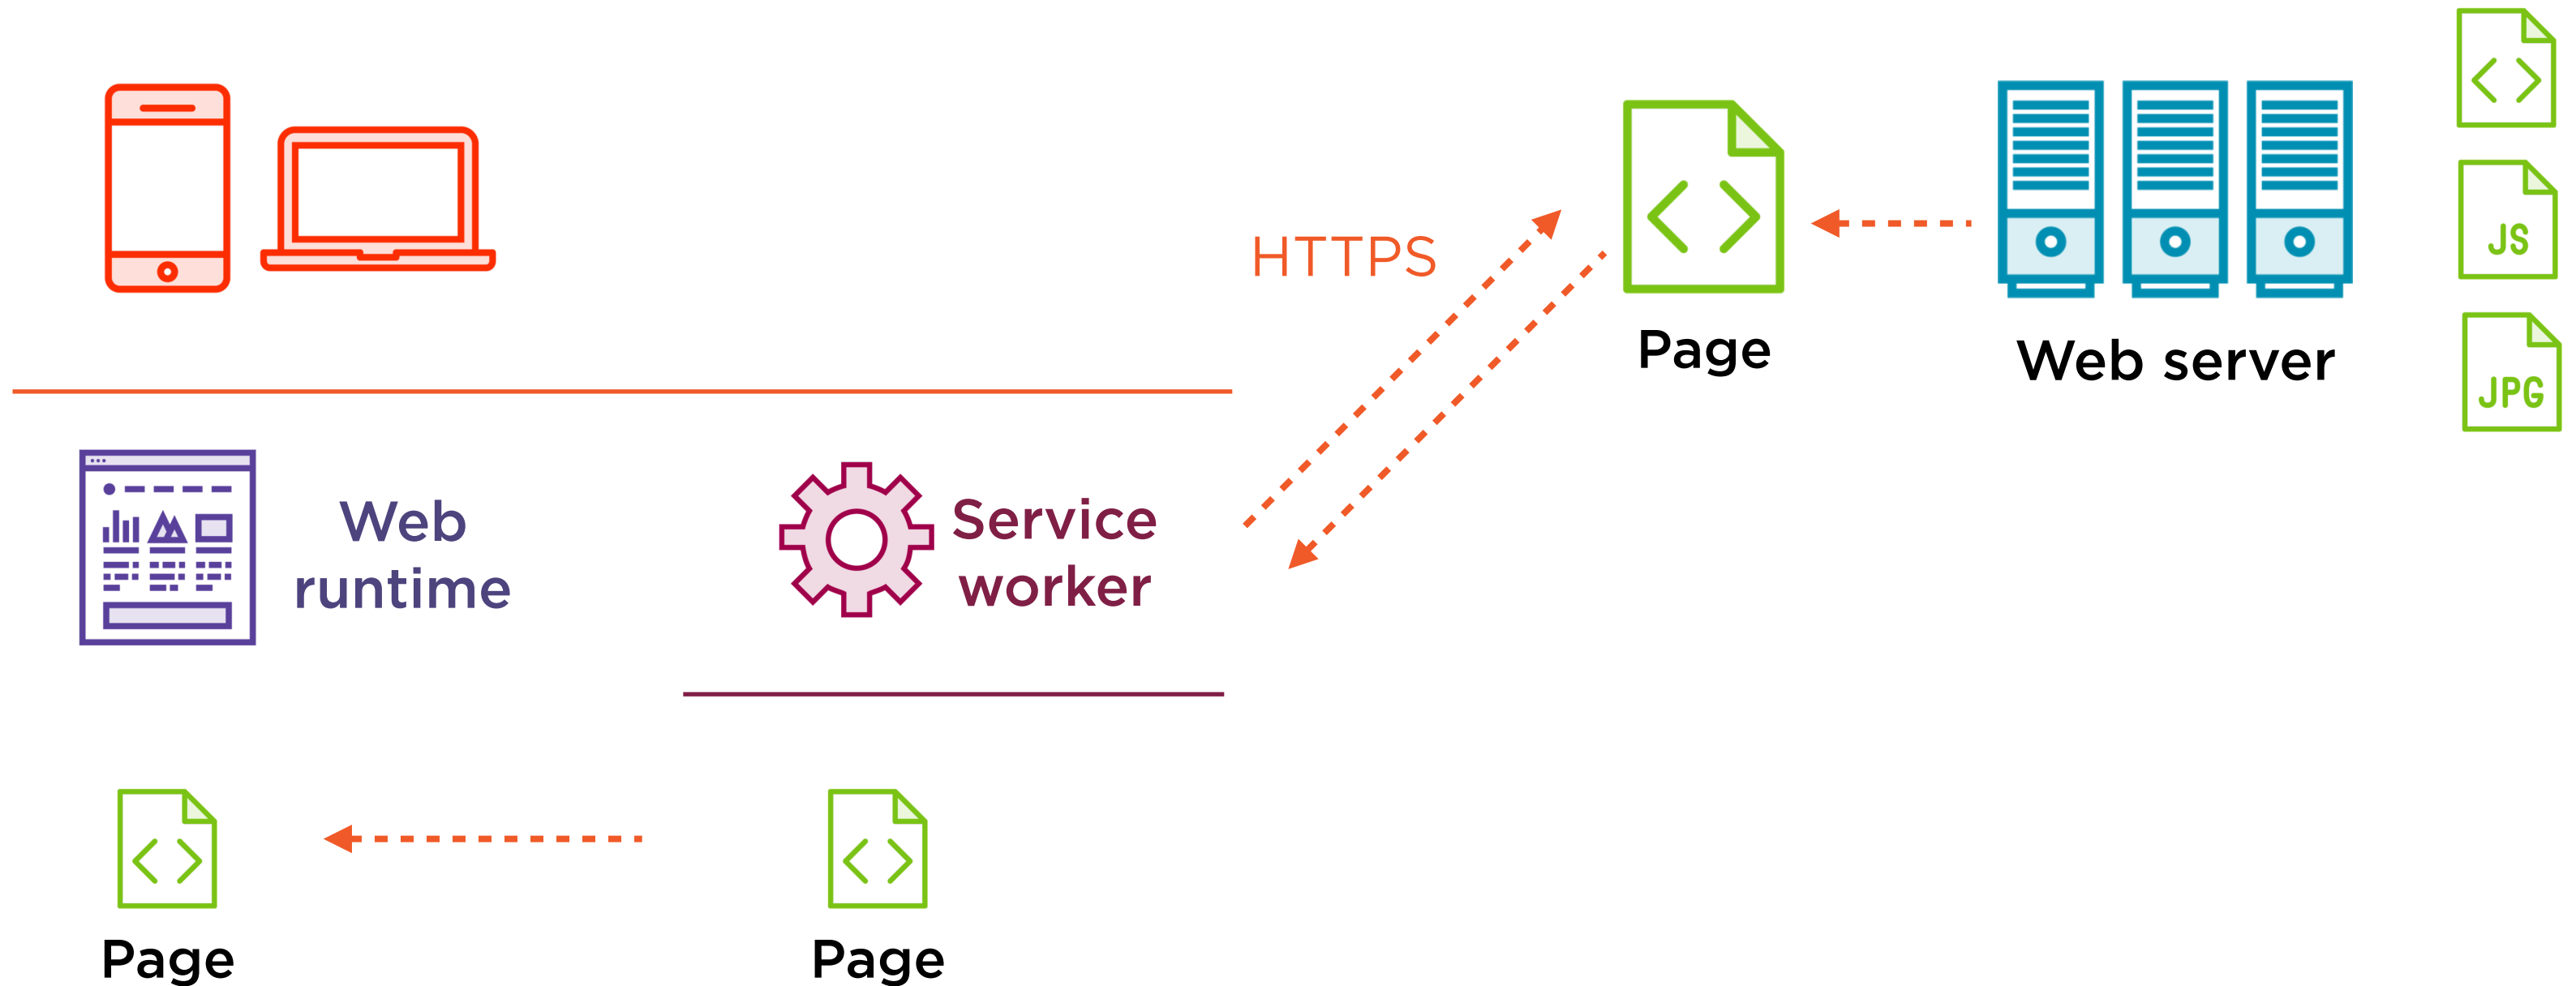 HTTPS
Page
Web server
JS
JPG
Web
runtime
Service
worker
Page
Page